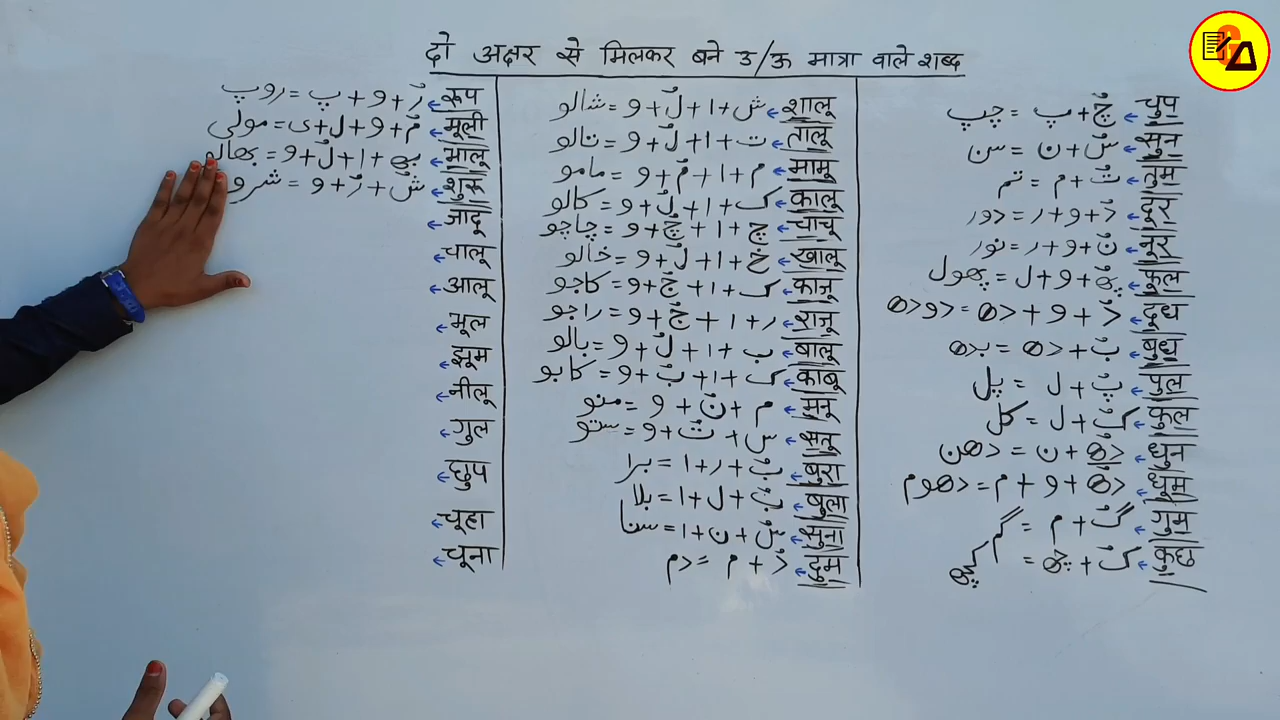 दो अक्षर से मिलकर बने उ/ऊ मात्रा वाले शब्द
चुप ← چُ + پ = چپ
सुन ← سُ + ن = سن
तुम ← تُ + م = تم
दूर ← دُ + و + ر = دور
नूर ← نُ + و + ر = نور
फूल ← پھُ + و + ل = پھول
दूध ← دُ + و + دھ = دودھ
बुध ← بُ + دھ = بدھ
पुल ← پُ + ل = پل
कुल ← کُ + ل = کل
धुन ← دھُ + ن = دھن
धूम ← دھُ + و + م = دھوم
गुम ← گُ + م = گم
कुछ ← کُ + چھ = کچھ
शालू ← ش + ا + لُ + و = شالو
तालू ← ت + ا + لُ + و = تالو
मामू ← م + ا + مُ + و = مامو
कालू ← ک + ا + لُ + و = کالو
चाचू ← چ + ا + چُ + و = چاچو
खालू ← خ + ا + لُ + و = خالو
काजू ← ک + ا + جُ + و = کاجو
राजू ← ر + ا + جُ + و = راجو
बालू ← ب + ا + لُ + و = بالو
काबू ← ک + ا + بُ + و = کابو
मनू ← م + نُ + و = منو
सतू ← س + تُ + و = ستو
बुरा ← بُ + ر + ا = برا
बुला ← بُ + ل + ا = بلا
सुना ← سُ + ن + ا = سنا
दुम ← دُ + م = دم
रूप ← رُ + و + پ = روپ
मूली ← مُ + و + ل + ی = مولی
भालू ← بھ + ا + لُ + و = بھالو
शुरू ← شُ + رُ + و = شرو
जादू ←
चालू ←
आलू ←
भूल ←
झूम ←
नीलू ←
गुल ←
छुप ←
चूहा ←
चूना ←